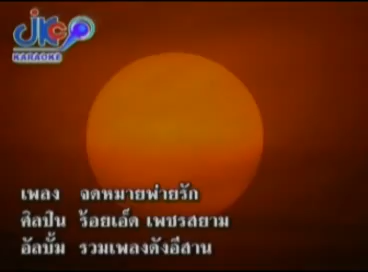 JKC
KARAOKE
เพลง จดหมายพ่ายรัก
ศิลปิน ร้อยเอ็ด เพชรสยาม
อัลบั้ม รวมเพลงดังอีสาน